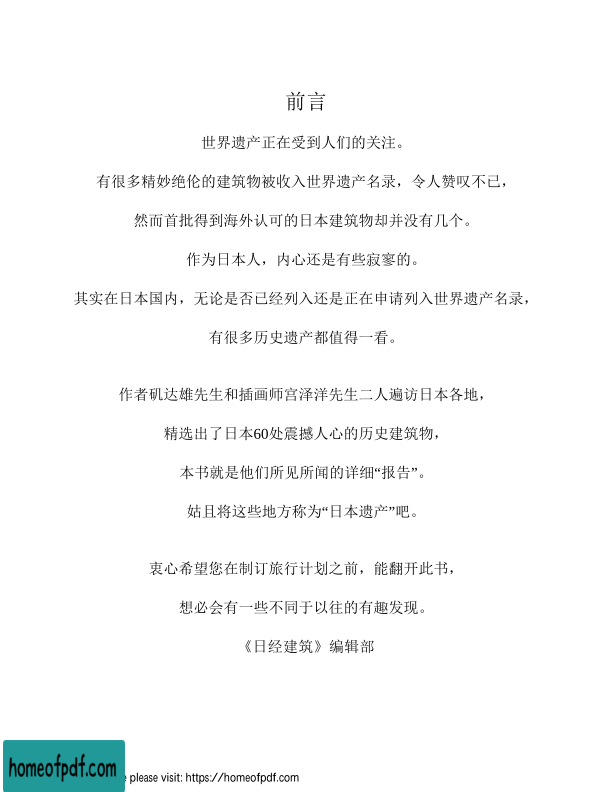 前言
世界遗产正在受到人们的关注。
有很多精妙绝伦的建筑物被收入世界遗产名录，令人赞叹不已，
然而首批得到海外认可的日本建筑物却并没有几个。
作为日本人，内心还是有些寂寥的。
其实在日本国内，无论是否已经列入还是正在申请列入世界遗产名录，
有很多历史遗产都值得一看。
作者矶达雄先生和插画师宫泽洋先生二人遍访日本各地，
精选出了日本60处震撼人心的历史建筑物，
本书就是他们所见所闻的详细“报告”。
姑且将这些地方称为“日本遗产”吧。
衷心希望您在制订旅行计划之前，能翻开此书，
想必会有一些不同于以往的有趣发现。
《日经建筑》编辑部
homeofpdf.com
please visit: https://homeofpdf.com